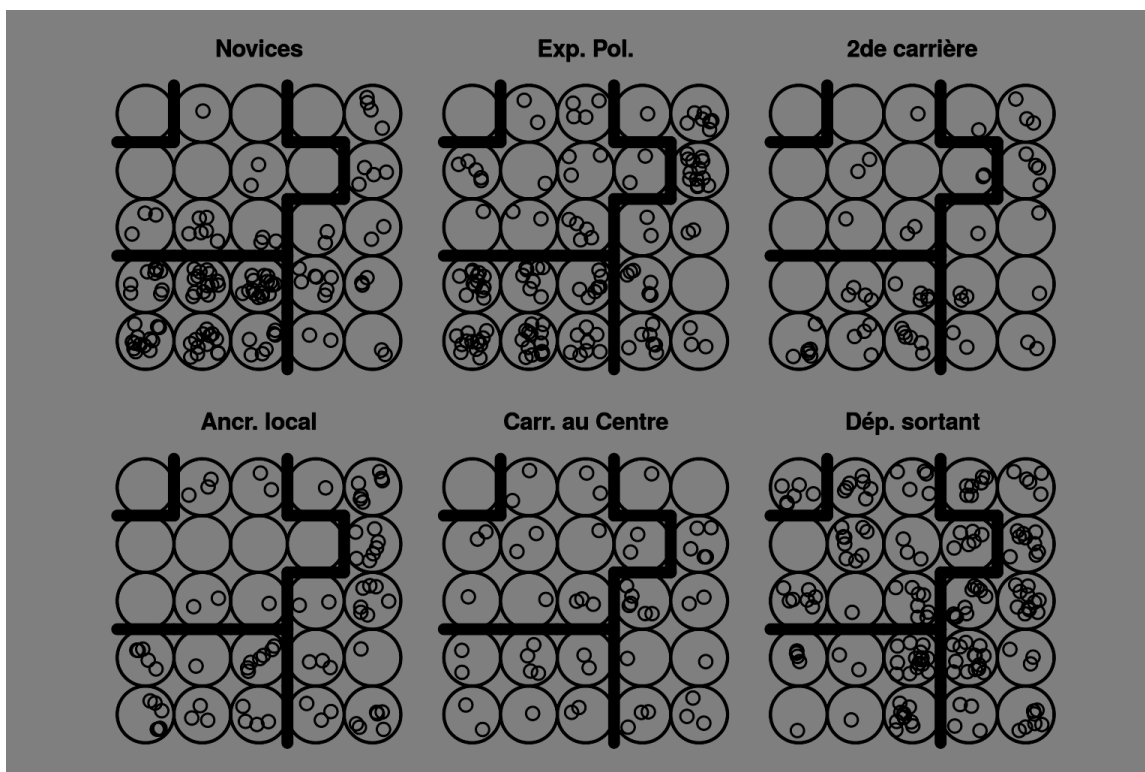 Novices
Exp. Pol.
2de carrière
Ancr. local
Carr. au Centre
Dép. sortant